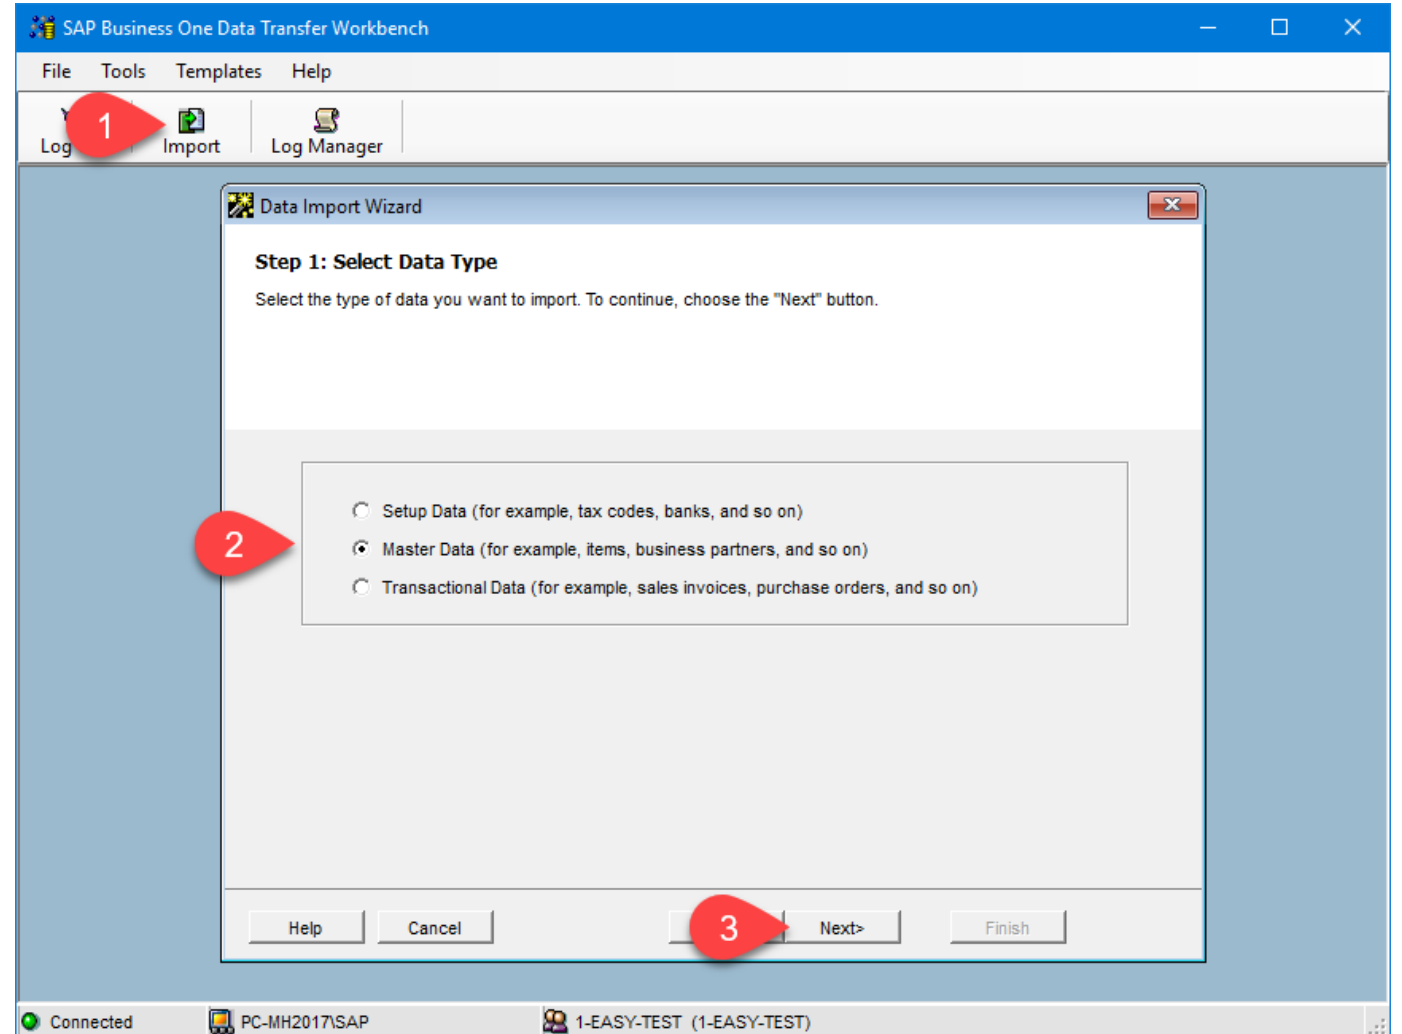 SAP Business One Data Transfer Workbench
File Tools Templates Help
1
Log Import Log Manager
Data Import Wizard
Step 1: Select Data Type
Select the type of data you want to import. To continue, choose the "Next" button.
Setup Data (for example, tax codes, banks, and so on)
2 Master Data (for example, items, business partners, and so on)
Transactional Data (for example, sales invoices, purchase orders, and so on)
Help Cancel 3 Next> Finish
Connected PC-MH2017\SAP 1-EASY-TEST (1-EASY-TEST)